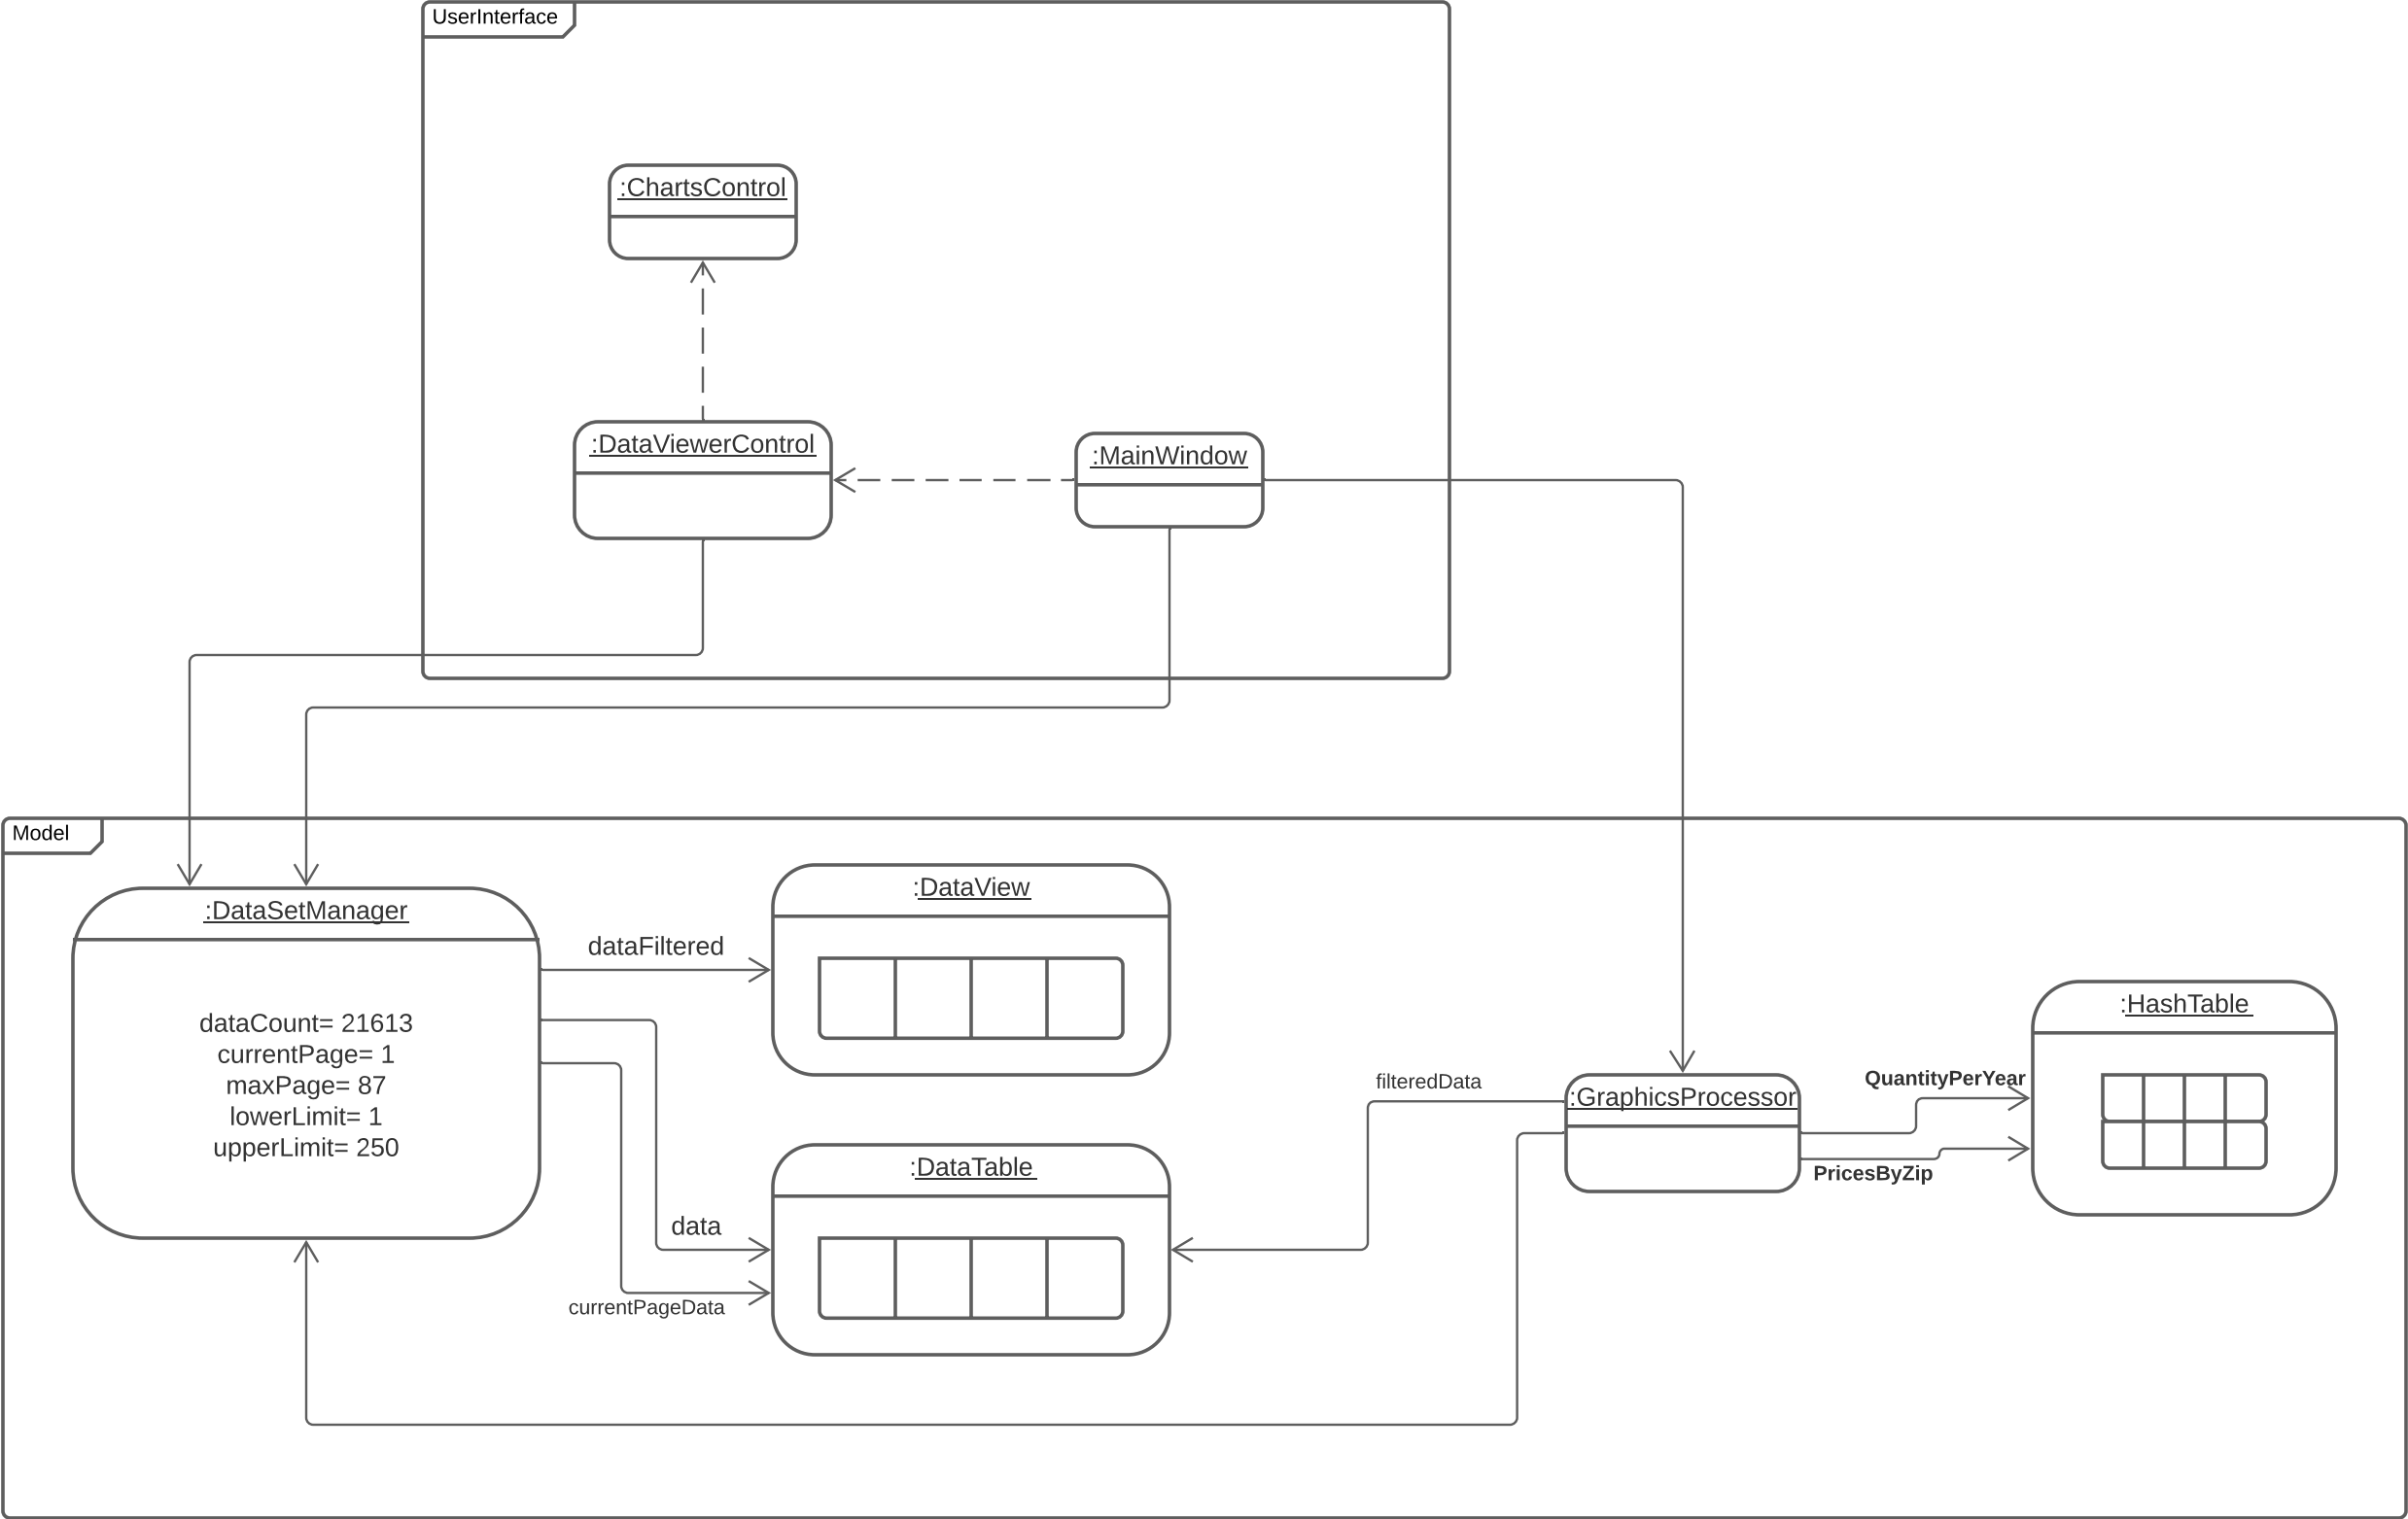 UserInterface
:ChartsControl
:DataViewerControl
:MainWindow
Model
:DataSetManager
dataCount= 21613
currentPage= 1
maxPage= 87
lowerLimit= 1
upperLimit= 250
dataFiltered
data
currentPageData
:DataView
:DataTable
filteredData
:GraphicsProcessor
QuantityPerYear
PricesByZip
:HashTable